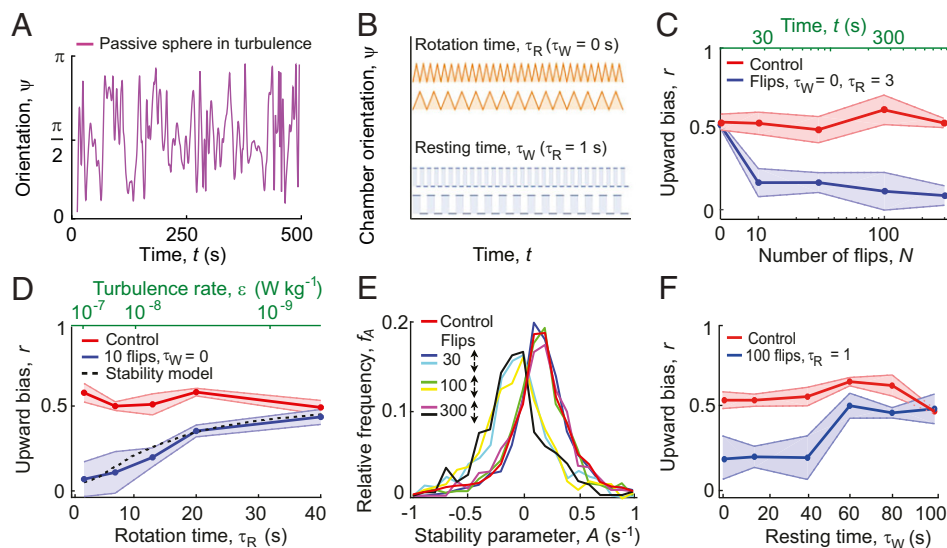 A
Passive sphere in turbulence
π
π
2
0
Orientation, ψ
0
250
500
Time, t (s)
B
Rotation time, τR (τW = 0 s)
Resting time, τW (τR = 1 s)
Chamber orientation, ψ
Time, t
C
Time, t (s)
30
300
Control
Flips, τW = 0, τR = 3
1
0.5
0
Upward bias, r
0
10
100
Number of flips, N
D
Turbulence rate, ε (W kg-1)
10-7
10-8
10-9
Control
10 flips, τW = 0
Stability model
1
0.5
0
Upward bias, r
0
10
20
30
40
Rotation time, τR (s)
E
Control
Flips
30
100
300
0.2
0.1
0
Relative frequency, fA
-1
-0.5
0
0.5
1
Stability parameter, A (s-1)
F
Control
100 flips, τR = 1
1
0.5
0
Upward bias, r
0
20
40
60
80
100
Resting time, τW (s)